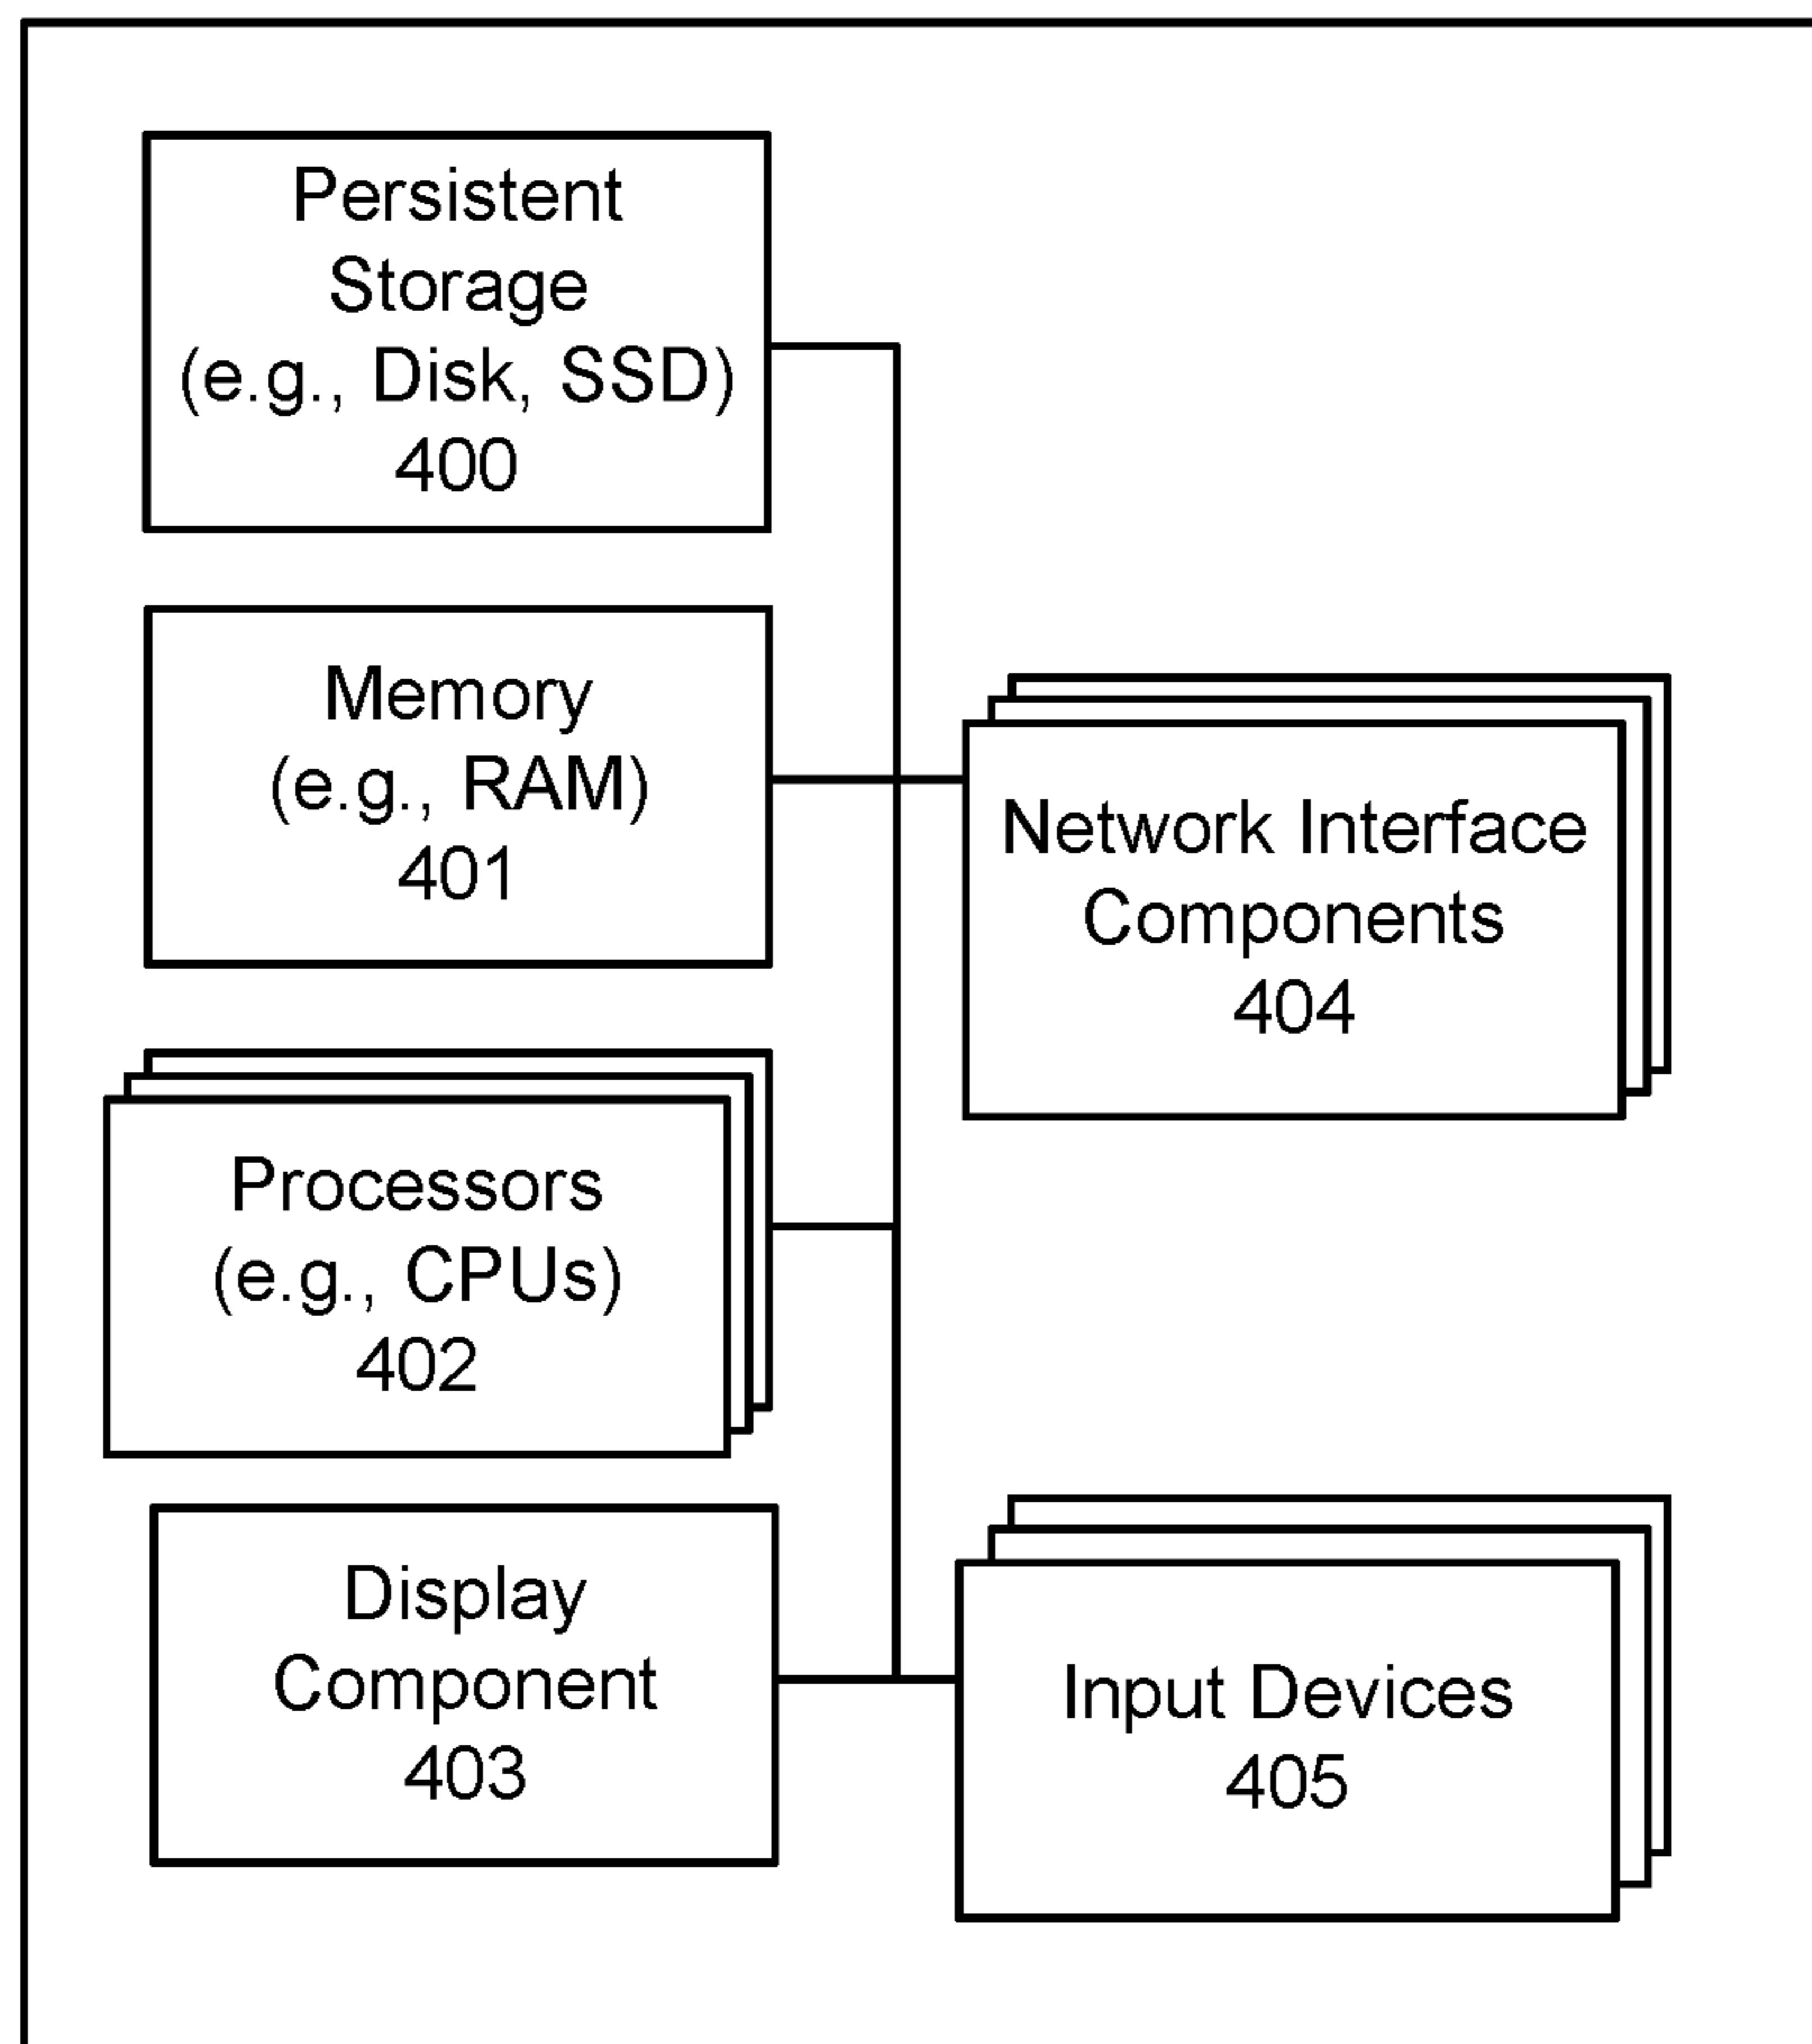 Persistent
Storage
(e.g., Disk, SSD)
400
Memory
(e.g., RAM)
401
Processors
(e.g., CPUs)
402
Display
Component
403
Network Interface
Components
404
Input Devices
405